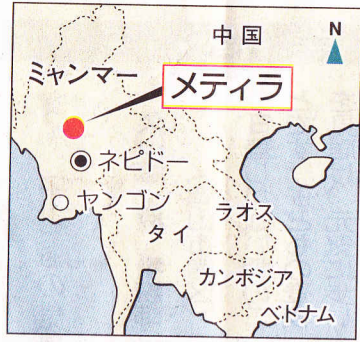 中国
N
ミャンマー
メティラ
ネピドー
ヤンゴン
ラオス
タイ
カンボジア
ベトナム